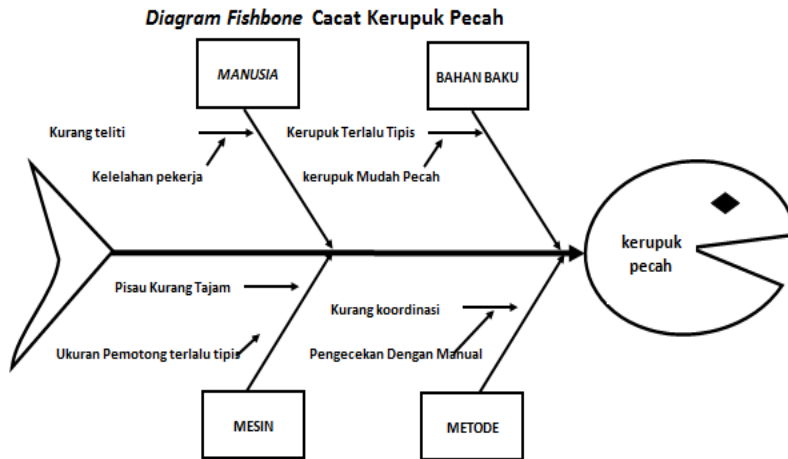 Diagram Fishbone Cacat Kerupuk Pecah
MANUSIA
BAHAN BAKU
Kurang teliti
Kelelahan pekerja
Kerupuk Terlalu Tipis
kerupuk Mudah Pecah
kerupuk
pecah
Pisau Kurang Tajam
Ukuran Pemotong terlalu tipis
Kurang koordinasi
Pengecekan Dengan Manual
MESIN
METODE